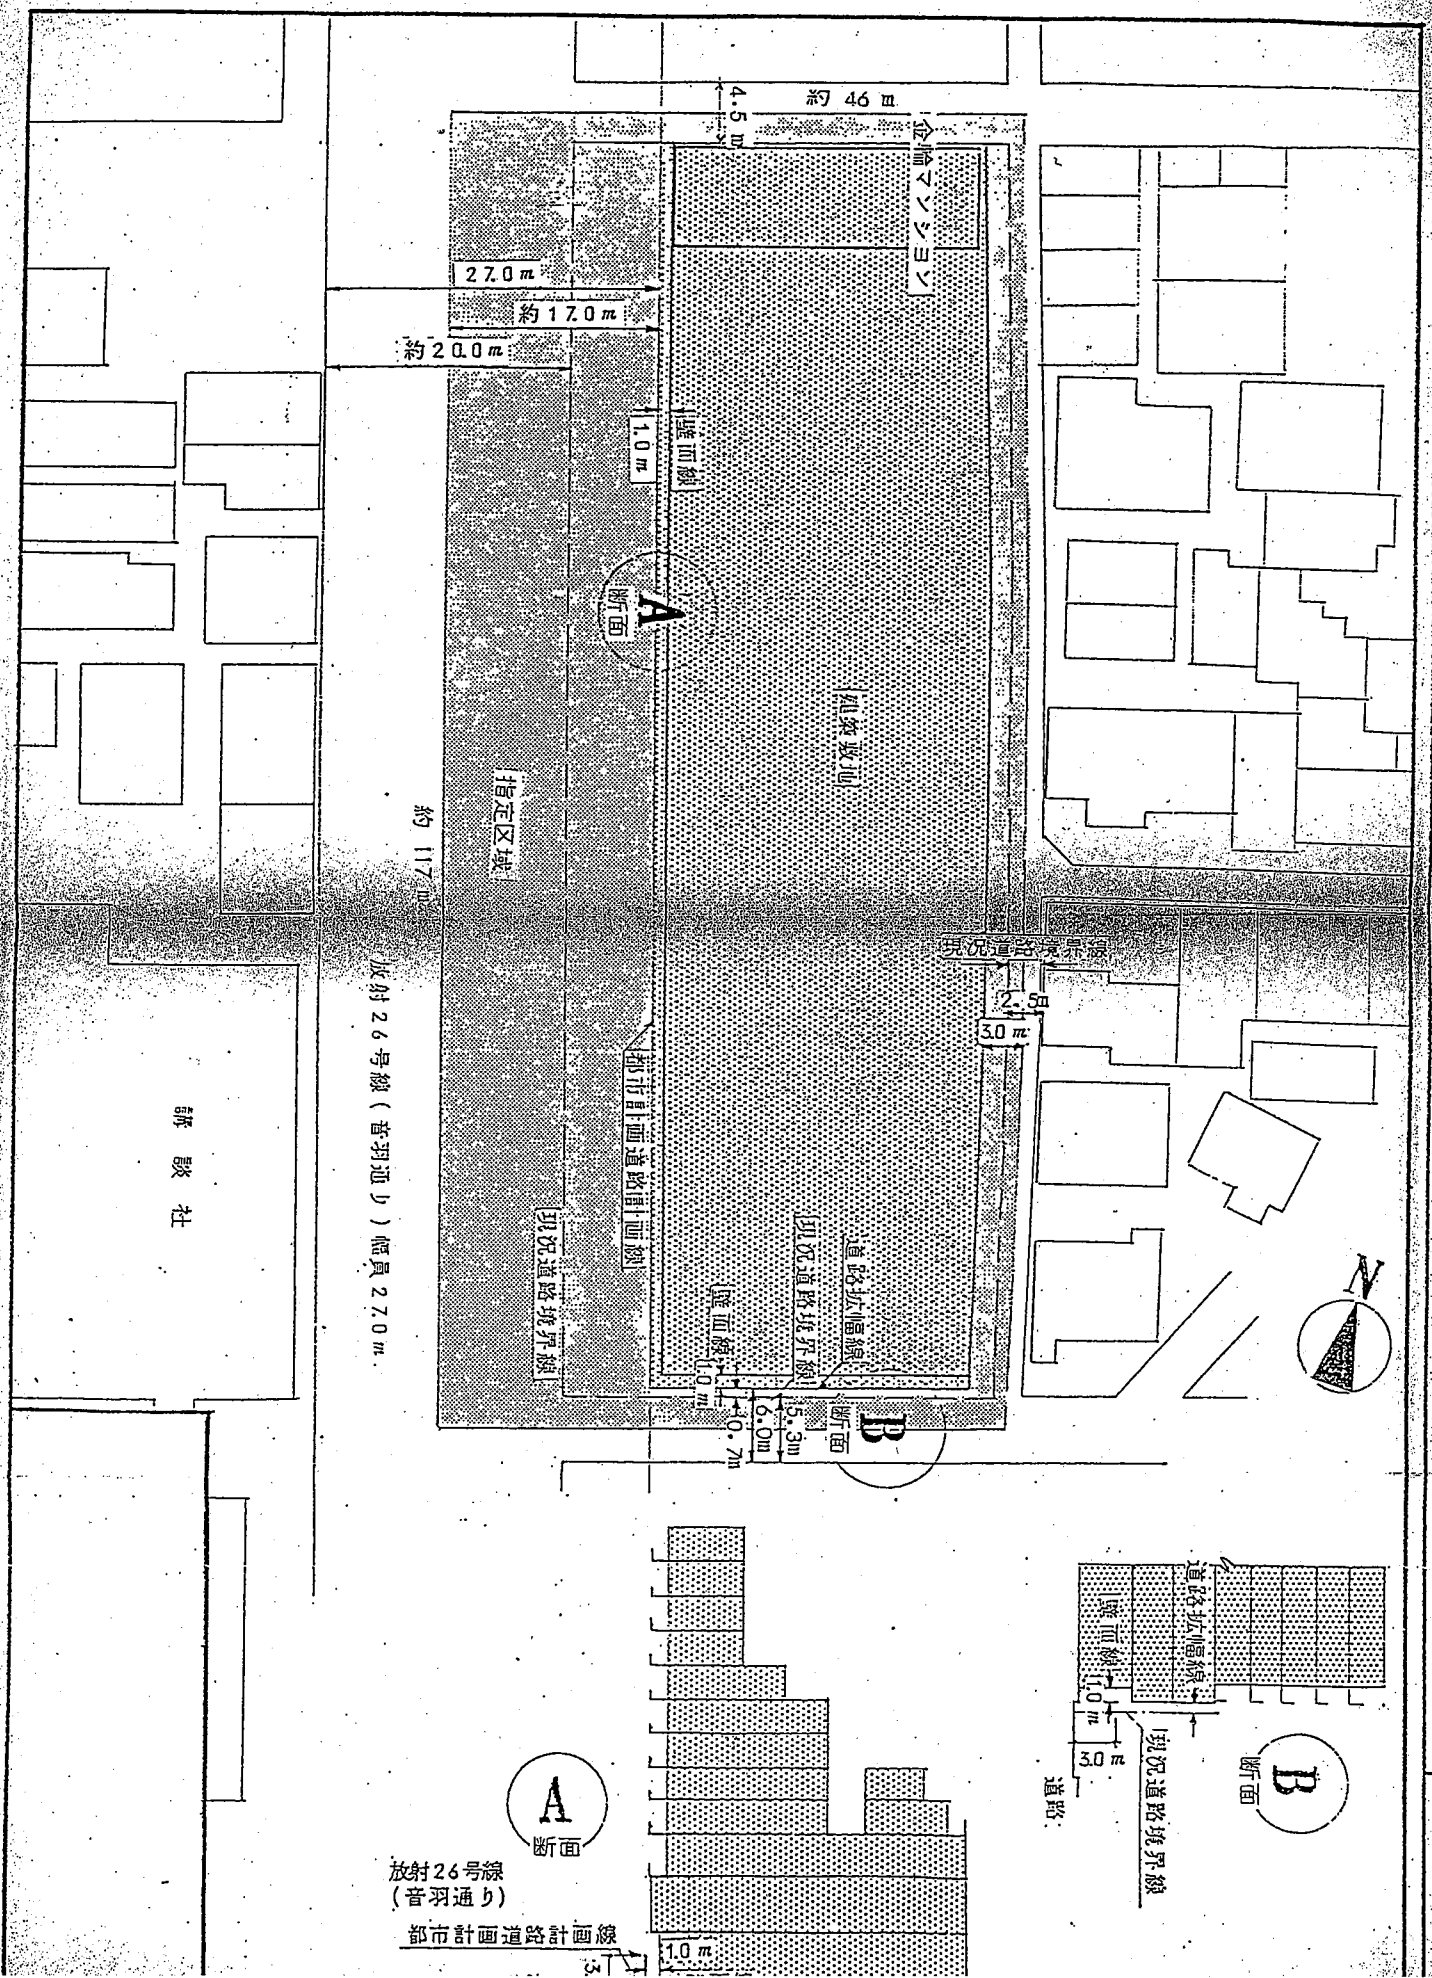 約 46 m
4.5 m
金輪マンション
27.0 m
約 17.0 m
約 20.0 m
壁面線
1.0 m
A
断面
建築敷地
指定区域
約 117 m
現況道路境界線
2.5m
3.0 m
放射26号線(音羽通り)幅員27.0m.
都市計画道路計画線
講談社
現況道路境界線
壁面線
現況道路境界線
道路拡幅線
1.0 m
5.3m
6.0m
0.7m
B
断面
N
道路拡幅線
壁面線
1.0 m
3.0 m
現況道路境界線
道路
B
断面
A
断面
放射26号線
(音羽通り)
都市計画道路計画線
1.0 m
3.